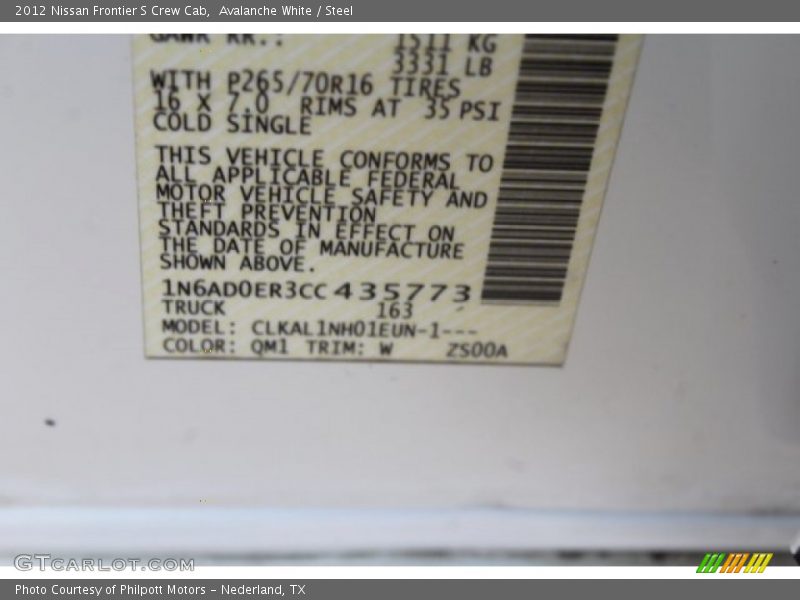 2012 Nissan Frontier S Crew Cab,  Avalanche White / Steel
GAWR RR.: 1511 KG
3331 LB
WITH P265/70R16 TIRES
16 X 7.0 RIMS AT 35 PSI
COLD SINGLE
THIS VEHICLE CONFORMS TO
ALL APPLICABLE FEDERAL
MOTOR VEHICLE SAFETY AND
THEFT PREVENTION
STANDARDS IN EFFECT ON
THE DATE OF MANUFACTURE
SHOWN ABOVE.
1N6AD0ER3CC435773
TRUCK 163
MODEL: CLKAL1NH01EUN-1---
COLOR: QM1 TRIM: W ZS00A
GTCARLOT.COM
Photo Courtesy of Philpott Motors - Nederland, TX